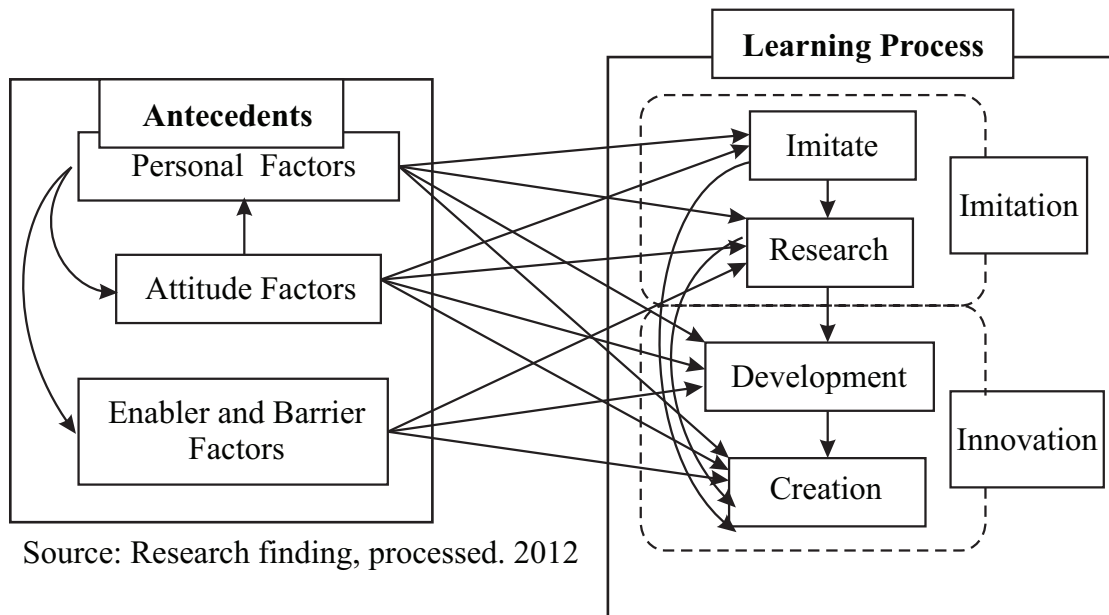 Learning Process
Antecedents
Personal Factors
Attitude Factors
Enabler and Barrier
Factors
Imitate
Research
Imitation
Development
Creation
Innovation
Source: Research finding, processed. 2012